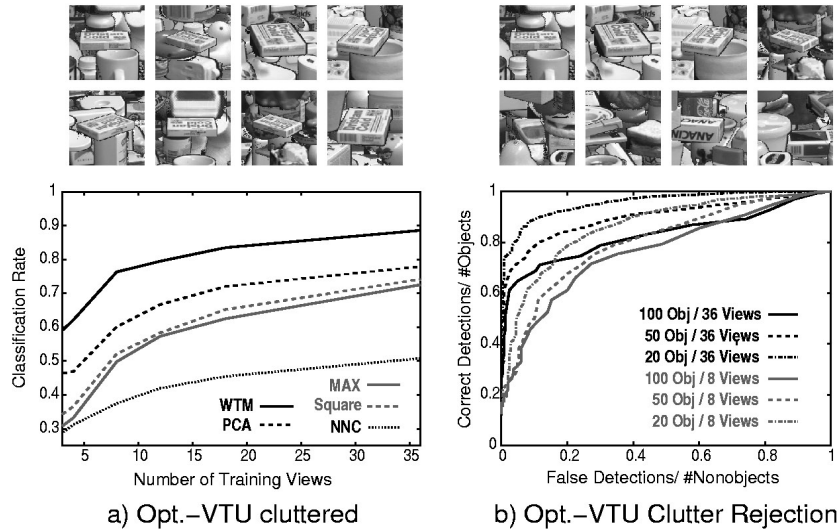 Classification Rate
0.9
0.8
0.7
0.6
0.5
0.4
0.3
5 10 15 20 25 30 35
Number of Training Views
WTM
PCA
MAX
Square
NNC
a) Opt.-VTU cluttered
ANACIN
Correct Detections/ #Objects
1
0.8
0.6
0.4
0.2
0
0 0.2 0.4 0.6 0.8 1
False Detections/ #Nonobjects
100 Obj / 36 Views
50 Obj / 36 Views
20 Obj / 36 Views
100 Obj / 8 Views
50 Obj / 8 Views
20 Obj / 8 Views
b) Opt.-VTU Clutter Rejection